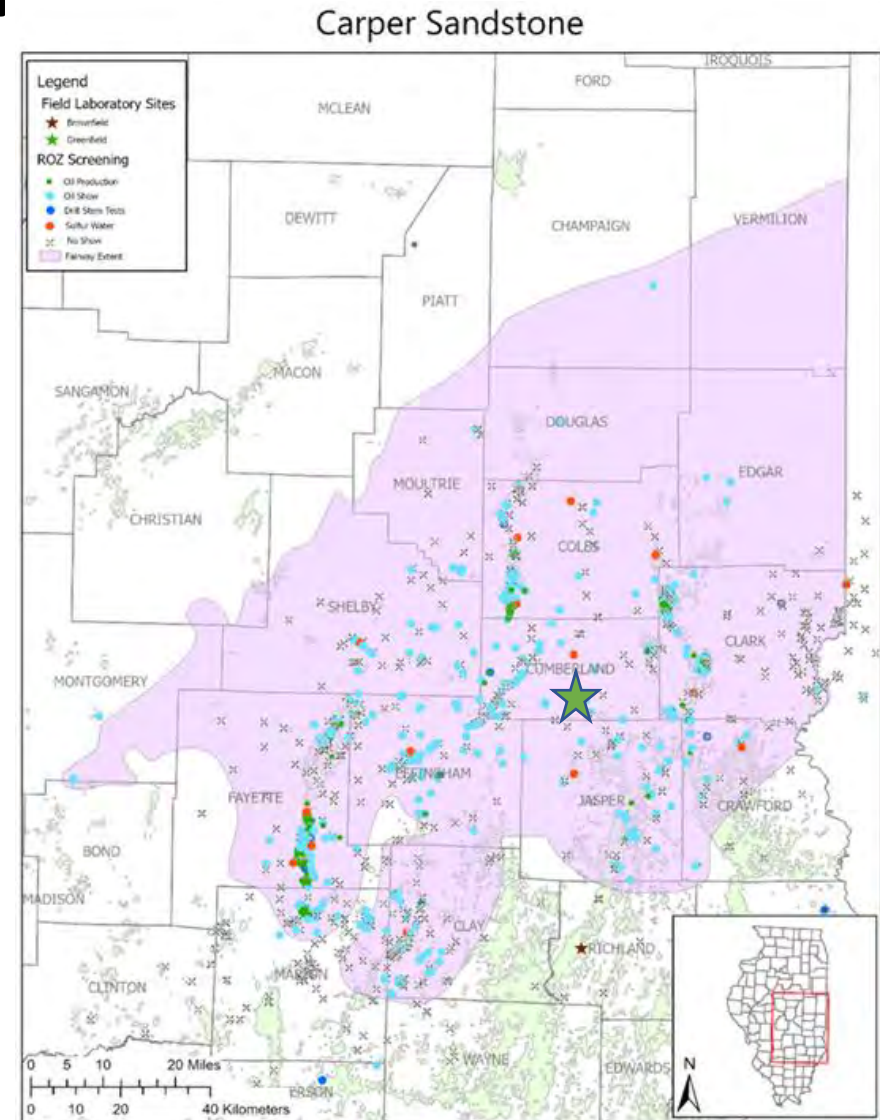 Carper Sandstone
Legend
Field Laboratory Sites
Brownfield
Greenfield
ROZ Screening
Oil Production
Oil Show
Drill Stem Tests
Sulfur Water
No Show
Fairway Extent
IROQUOIS
FORD
MCLEAN
DEWITT
CHAMPAIGN
VERMILION
PIATT
MACON
SANGAMON
DOUGLAS
EDGAR
MOULTRIE
CHRISTIAN
COLES
SHELBY
CLARK
CUMBERLAND
MONTGOMERY
EFFINGHAM
FAYETTE
JASPER
CRAWFORD
BOND
MADISON
CLAY
RICHLAND
MARION
CLINTON
WAYNE
EDWARDS
ERSON
0 5 10 20 Miles
0 10 20 40 Kilometers
N